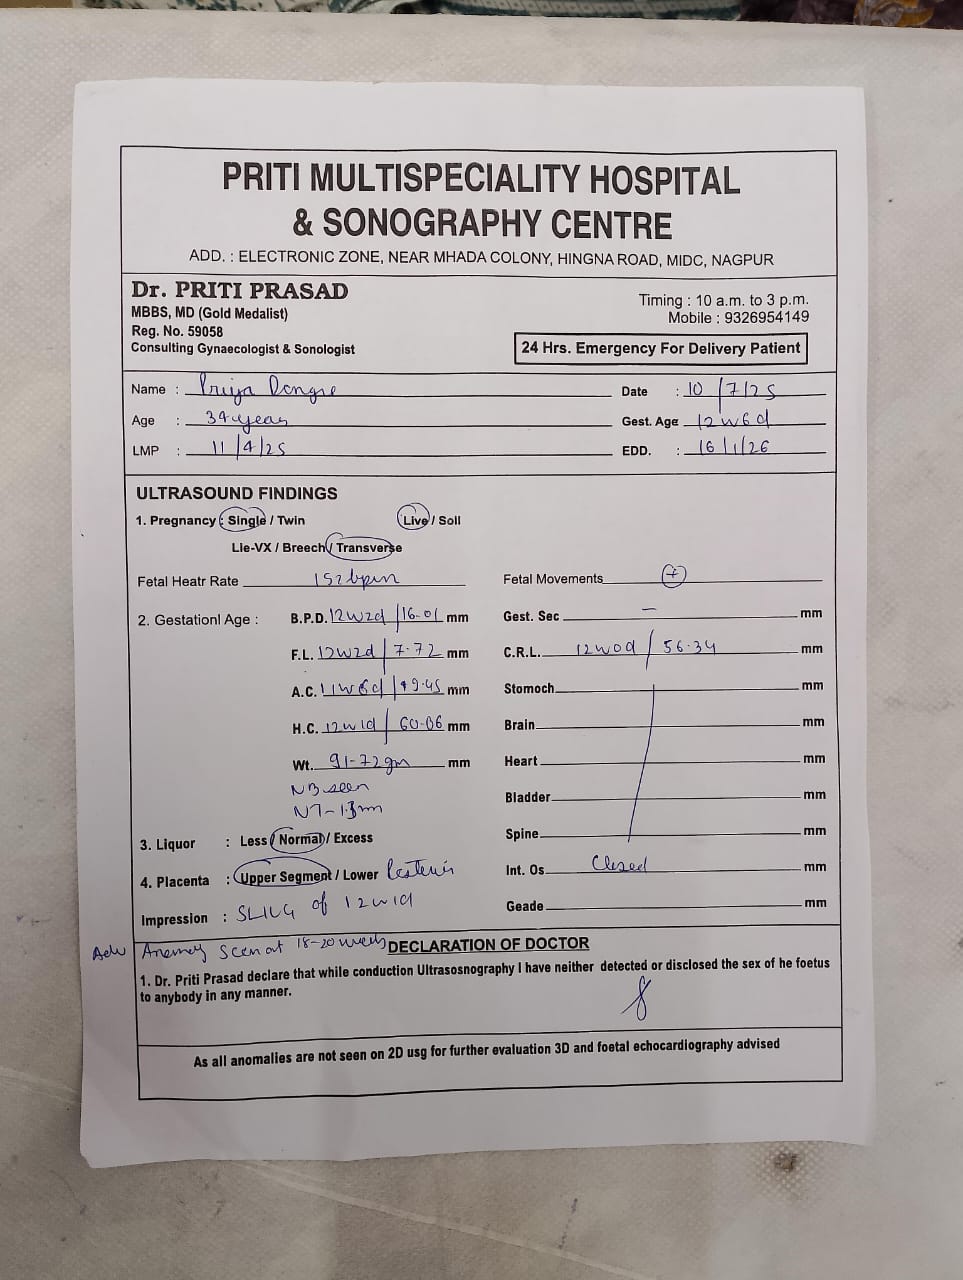 PRITI MULTISPECIALITY HOSPITAL
& SONOGRAPHY CENTRE
ADD. : ELECTRONIC ZONE, NEAR MHADA COLONY, HINGNA ROAD, MIDC, NAGPUR
Dr. PRITI PRASAD
MBBS, MD (Gold Medalist)
Reg. No. 59058
Consulting Gynaecologist & Sonologist
Timing : 10 a.m. to 3 p.m.
Mobile : 9326954149
24 Hrs. Emergency For Delivery Patient
Name : Priya Dongre
Date : 10/7/25
Age : 34 year
Gest. Age 12w6d
LMP : 11/4/25
EDD. : 16/1/26
ULTRASOUND FINDINGS
1. Pregnancy : Single / Twin Live / Soll
Lie-VX / Breech / Transverse
Fetal Heatr Rate 152bpm
Fetal Movements (+)
2. Gestationl Age : B.P.D. 12w2d/16.01 mm
Gest. Sec — mm
F.L. 12w2d/7.72 mm
C.R.L. 12w0d/56.34 mm
A.C. 11w6d/ mm
Stomoch mm
H.C. 12w1d/60.06 mm
Brain mm
Wt. 91.72gm mm
Heart mm
NB seen
NT-1.3mm
Bladder mm
3. Liquor : Less / Normal / Excess
Spine mm
4. Placenta : Upper Segment / Lower
Int. Os. Closed mm
Impression : SLIUG of 12w1d
Geade mm
Adv Anomaly Scan at 18-20 weeks
DECLARATION OF DOCTOR
1. Dr. Priti Prasad declare that while conduction Ultrasosnography I have neither detected or disclosed the sex of he foetus
to anybody in any manner.
As all anomalies are not seen on 2D usg for further evaluation 3D and foetal echocardiography advised